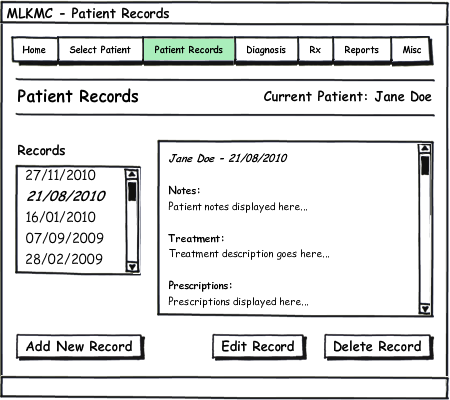 MLKMC - Patient Records
Home Select Patient Patient Records Diagnosis Rx Reports Misc
Patient Records
Current Patient: Jane Doe
Records
27/11/2010
21/08/2010
16/01/2010
07/09/2009
28/02/2009
Jane Doe - 21/08/2010
Notes:
Patient notes displayed here...
Treatment:
Treatment description goes here...
Prescriptions:
Prescriptions displayed here...
Add New Record
Edit Record
Delete Record